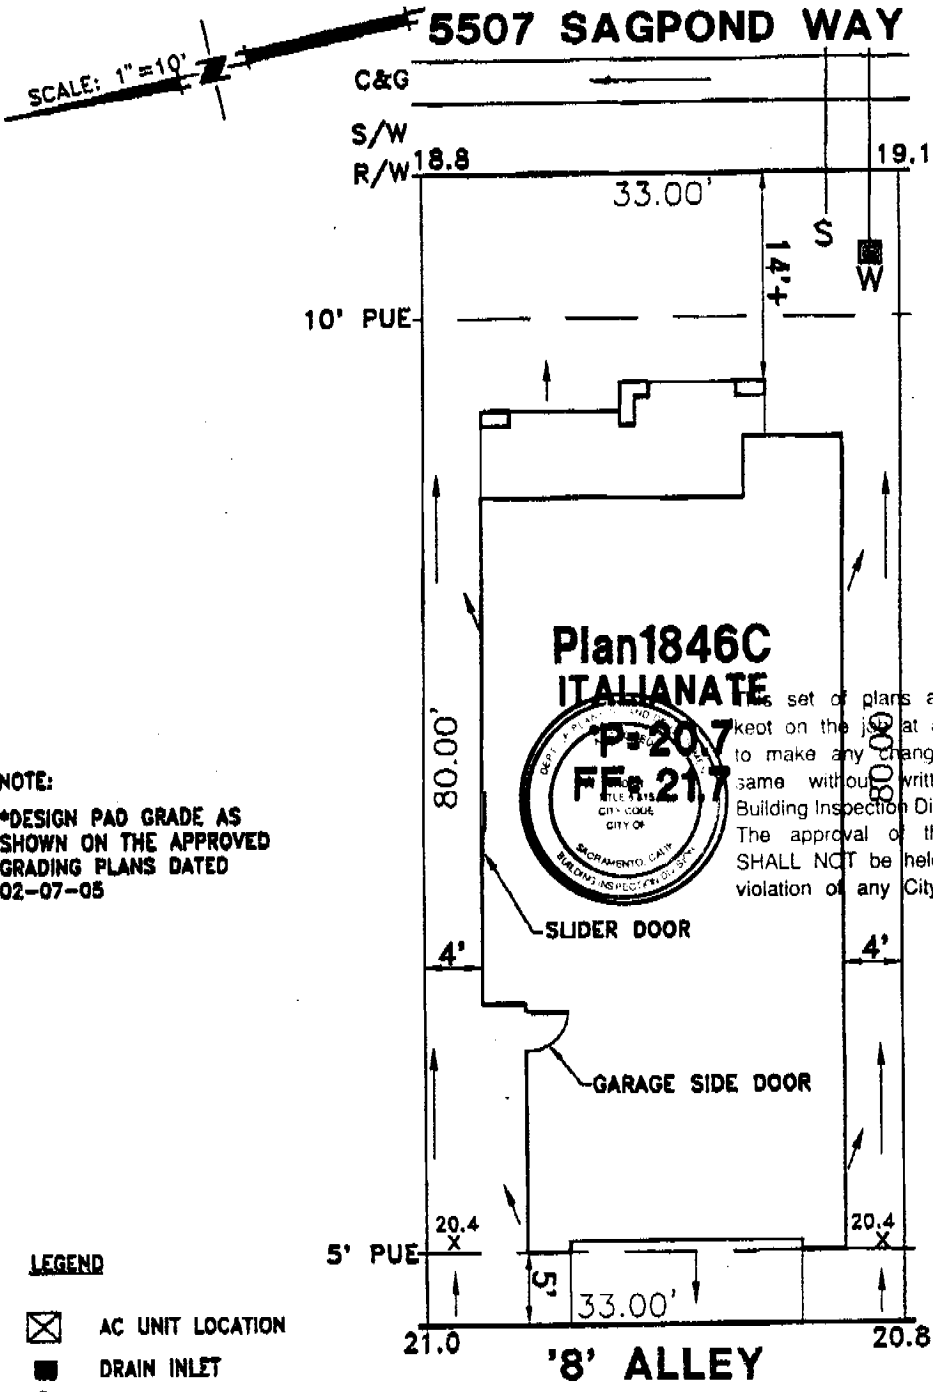 5507 SAGPOND WAY
SCALE: 1"=10'
C&G
S/W
R/W
18.8
19.1
33.00'
S
W
14'+
10' PUE
Plan1846C
ITALIANATE
P=20.7
FF=21.7
set of plans a
kept on the job at a
to make any chang
same without writt
Building Inspection Di
The approval of th
SHALL NOT be held
violation of any City
CITY CODE
CITY OF
SACRAMENTO, CALIF
BUILDING INSPECTION DIVISION
80.00'
80.00
NOTE:
*DESIGN PAD GRADE AS
SHOWN ON THE APPROVED
GRADING PLANS DATED
02-07-05
SLIDER DOOR
4'
4'
GARAGE SIDE DOOR
20.4
X
20.4
X
5' PUE
5'
33.00'
21.0
20.8
'8' ALLEY
LEGEND
AC UNIT LOCATION
DRAIN INLET